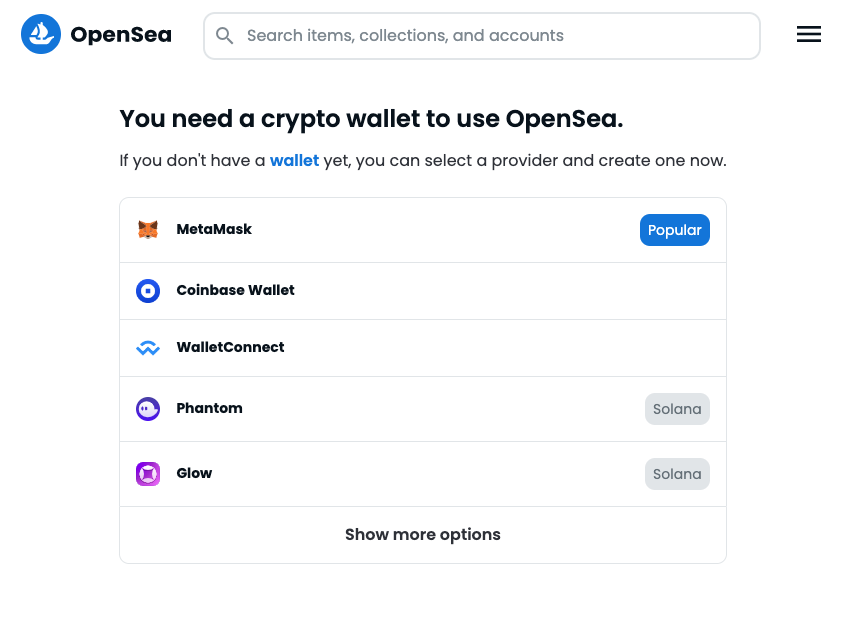 OpenSea
Search items, collections, and accounts
You need a crypto wallet to use OpenSea.
If you don't have a wallet yet, you can select a provider and create one now.
MetaMask
Popular
Coinbase Wallet
WalletConnect
Phantom
Solana
Glow
Solana
Show more options